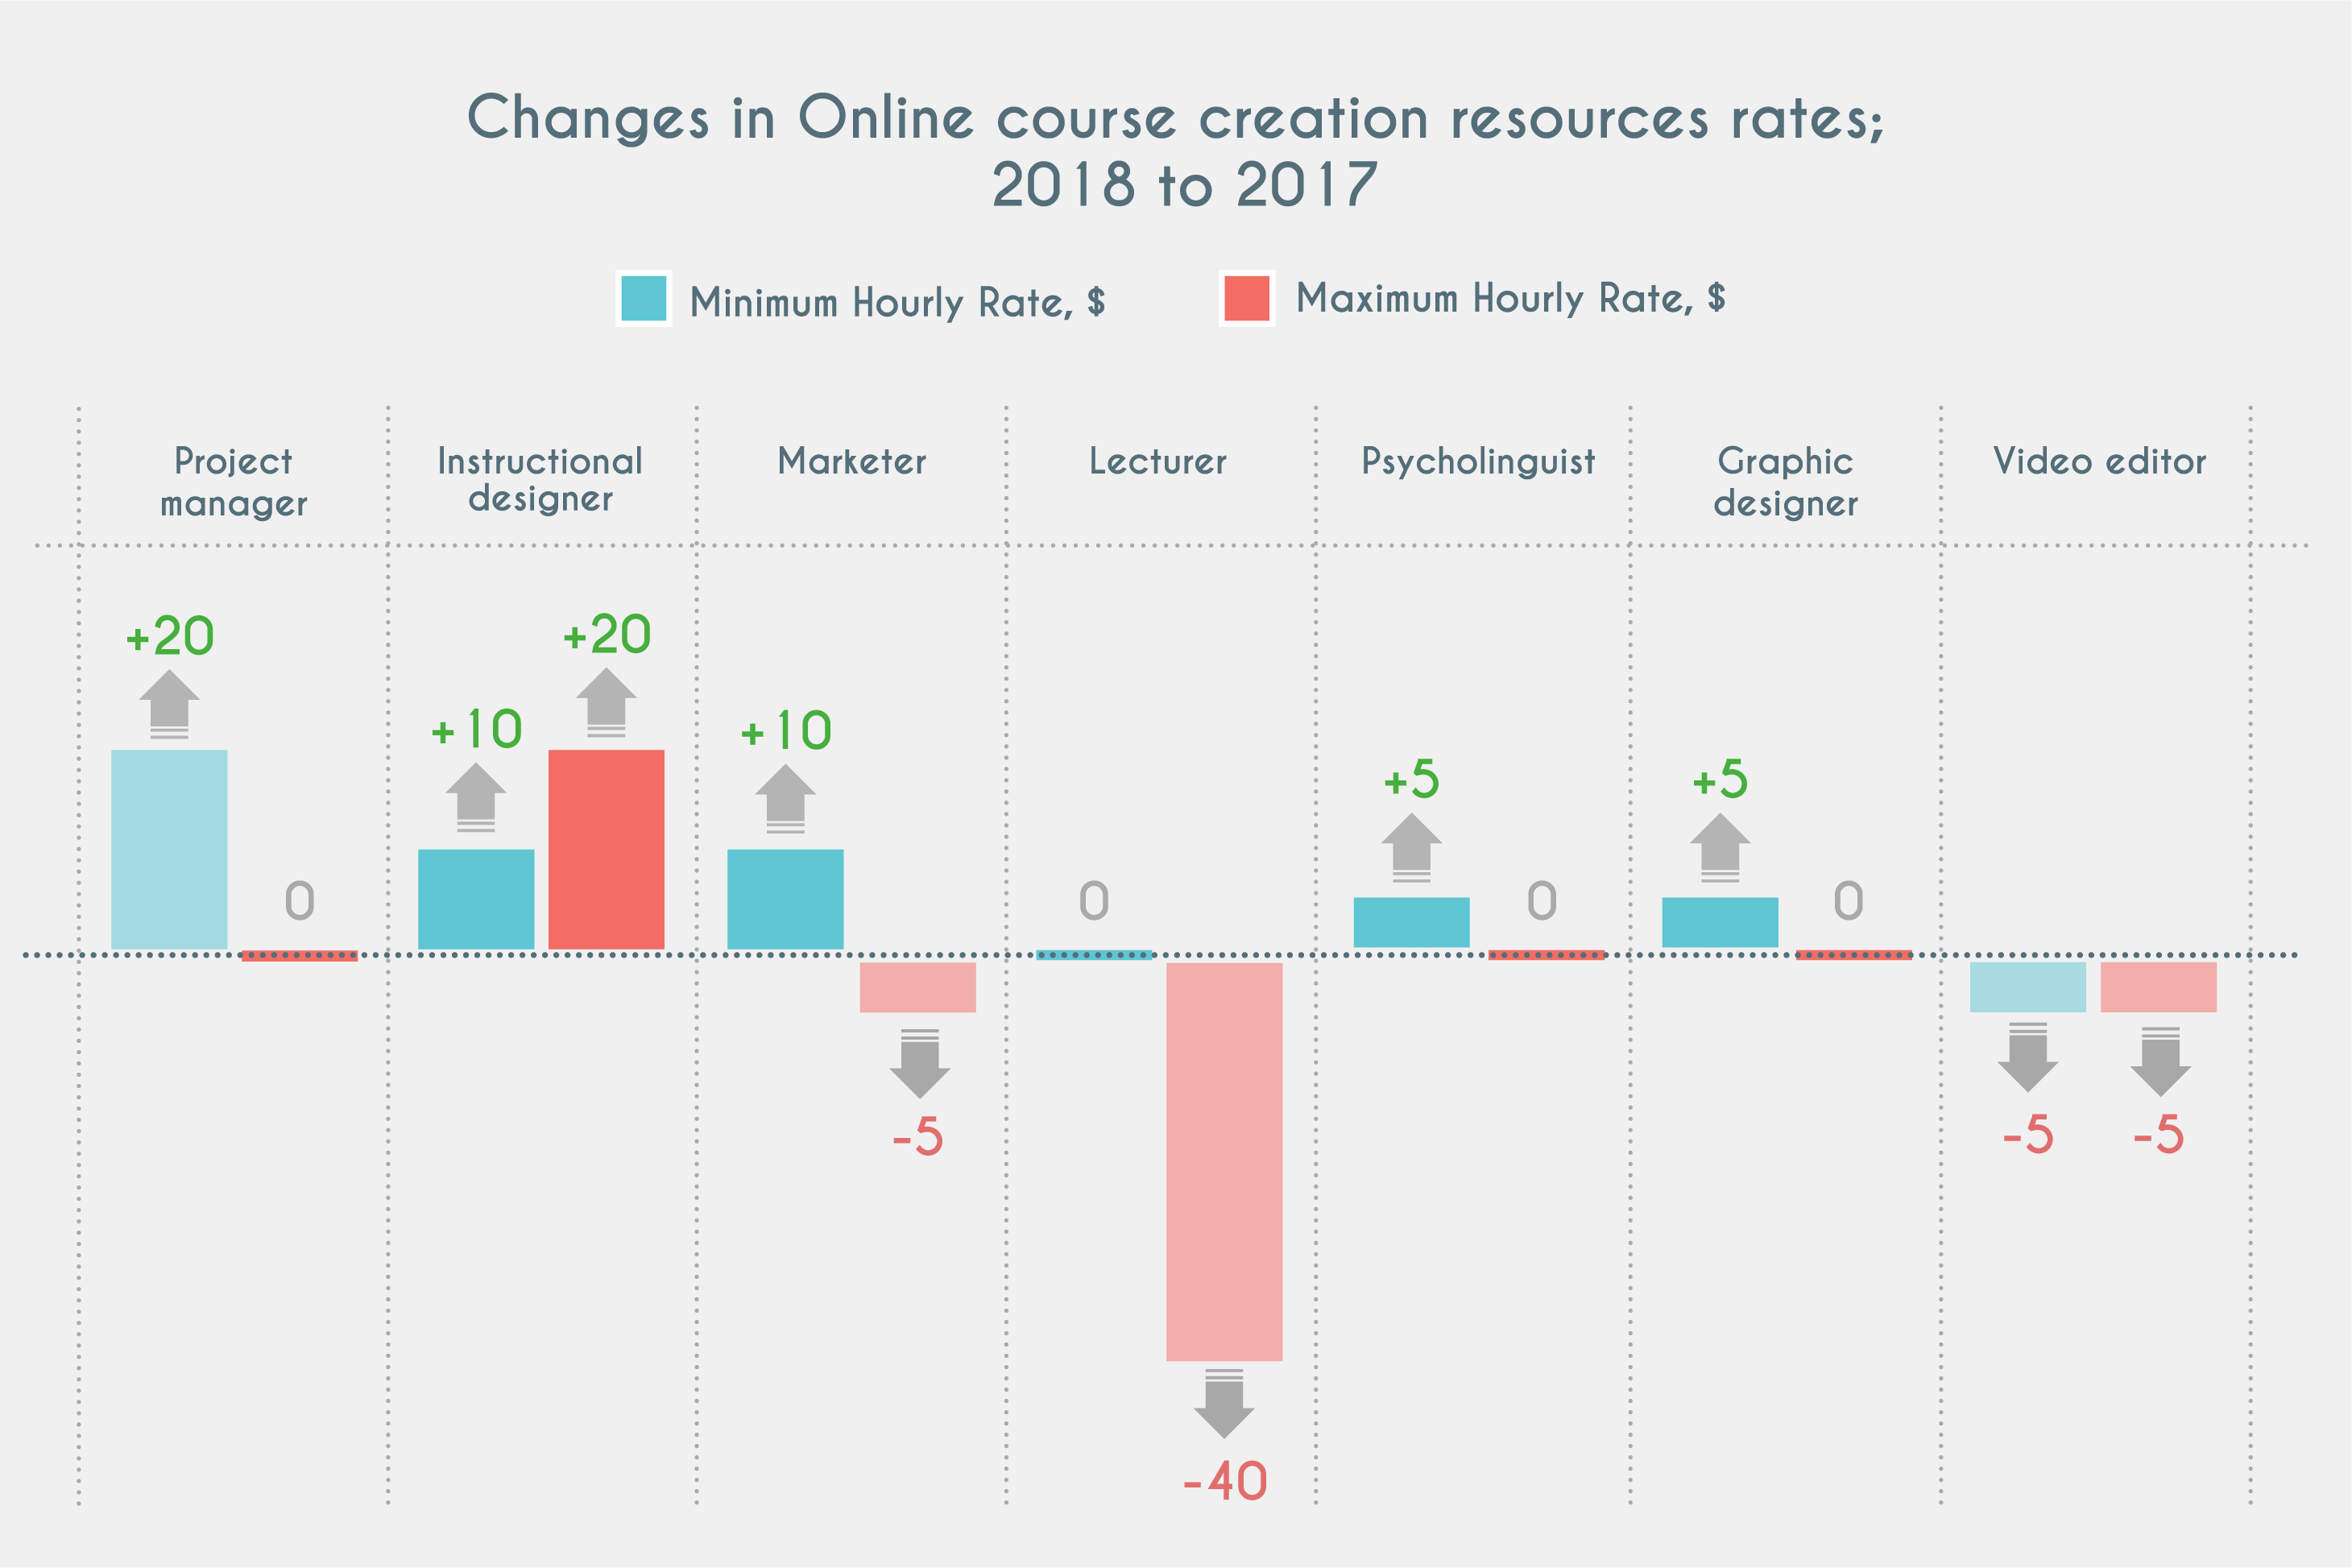 Changes in Online course creation resources rates;
2018 to 2017
Minimum Hourly Rate, $
Maximum Hourly Rate, $
Project
manager
Instructional
designer
Marketer
Lecturer
Psycholinguist
Graphic
designer
Video editor
+20
0
+10
+20
+10
-5
0
-40
+5
0
+5
0
-5
-5